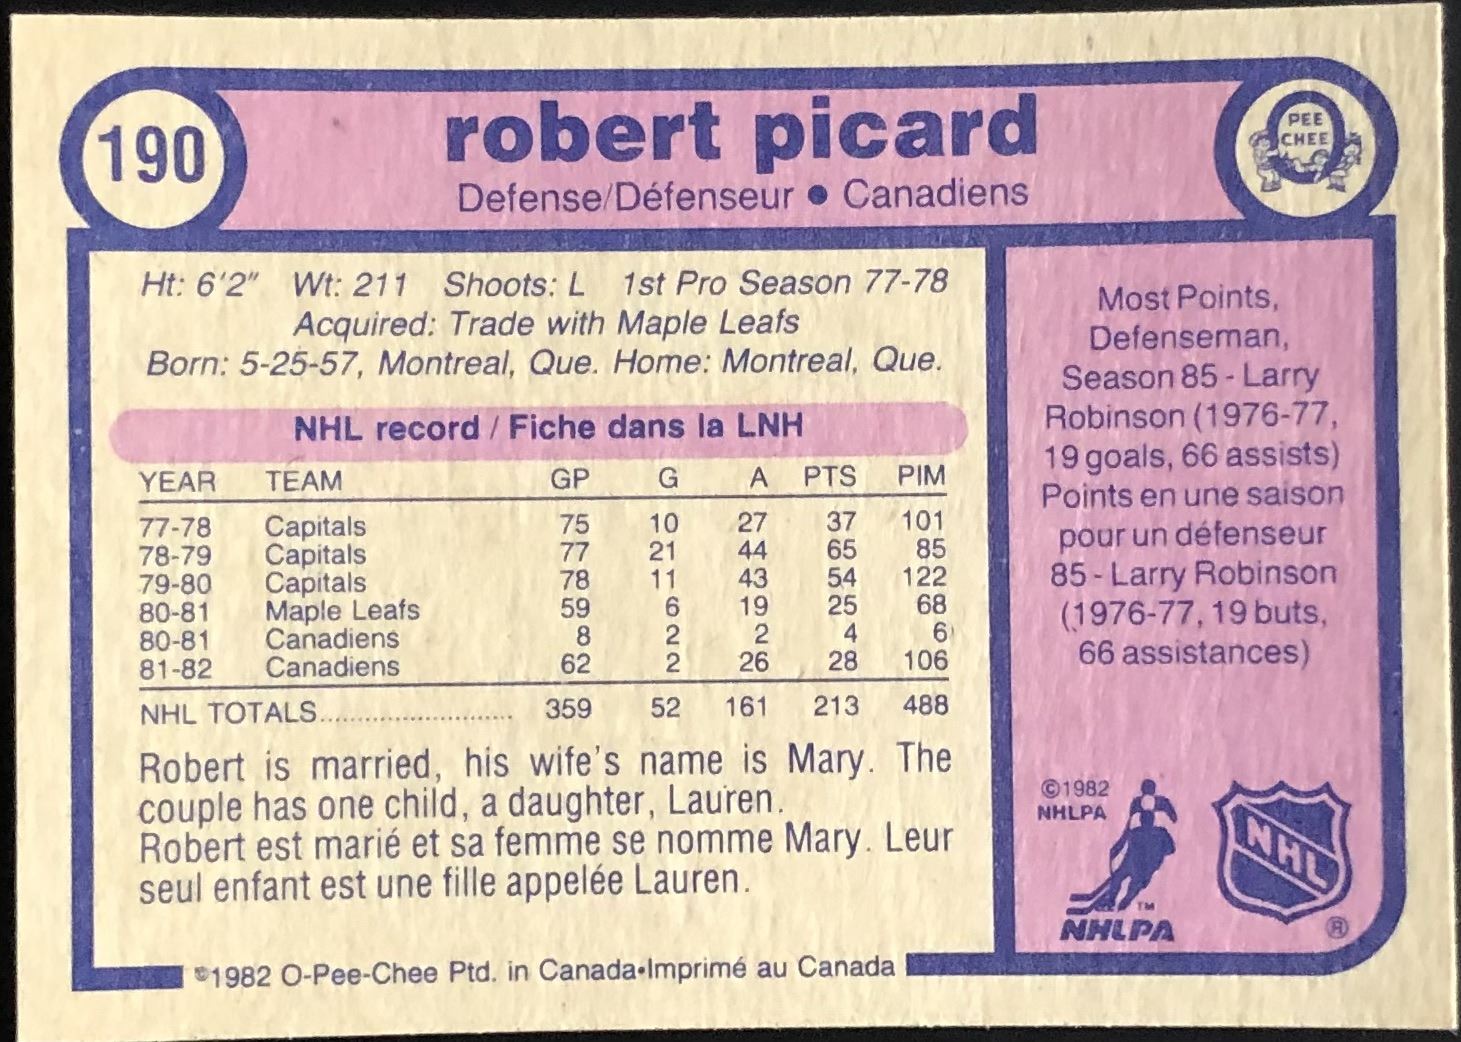 190
robert picard
PEE
CHEE
Defense/Défenseur • Canadiens
Ht: 6'2" Wt: 211 Shoots: L 1st Pro Season 77-78
Acquired: Trade with Maple Leafs
Born: 5-25-57, Montreal, Que. Home: Montreal, Que.
NHL record / Fiche dans la LNH
YEAR TEAM GP G A PTS PIM
77-78 Capitals 75 10 27 37 101
78-79 Capitals 77 21 44 65 85
79-80 Capitals 78 11 43 54 122
80-81 Maple Leafs 59 6 19 25 68
80-81 Canadiens 8 2 2 4 6
81-82 Canadiens 62 2 26 28 106
NHL TOTALS.......................... 359 52 161 213 488
Robert is married, his wife's name is Mary. The
couple has one child, a daughter, Lauren.
Robert est marié et sa femme se nomme Mary. Leur
seul enfant est une fille appelée Lauren.
Most Points,
Defenseman,
Season 85 - Larry
Robinson (1976-77,
19 goals, 66 assists)
Points en une saison
pour un défenseur
85 - Larry Robinson
(1976-77, 19 buts,
66 assistances)
©1982
NHLPA
TM
NHLPA
NHL
®
©1982 O-Pee-Chee Ptd. in Canada•Imprimé au Canada